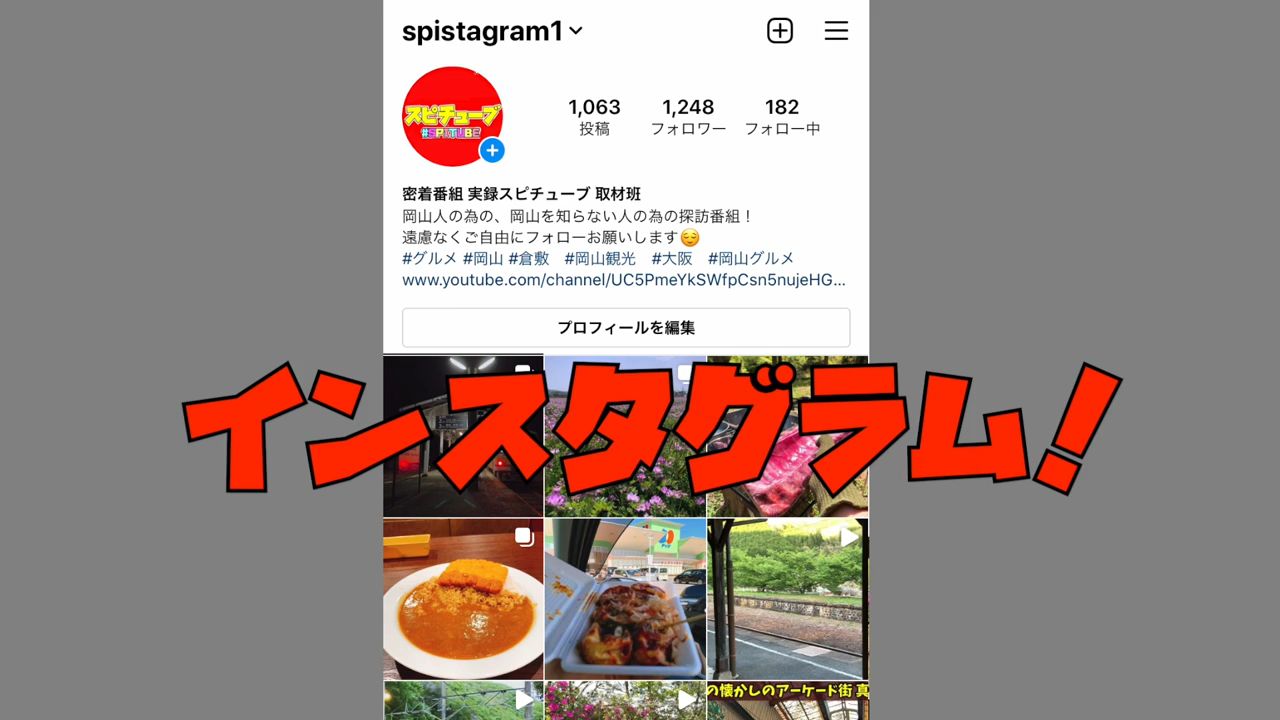 spistagram1
スピチューブ
#SPITUBE
1,063
投稿
1,248
フォロワー
182
フォロー中
密着番組 実録スピチューブ 取材班
岡山人の為の、岡山を知らない人の為の探訪番組！
遠慮なくご自由にフォローお願いします😌
#グルメ #岡山 #倉敷　#岡山観光　#大阪　#岡山グルメ
www.youtube.com/channel/UC5PmeYkSWfpCsn5nujeHG...
プロフィールを編集
インスタグラム！
の懐かしのアーケード街 真